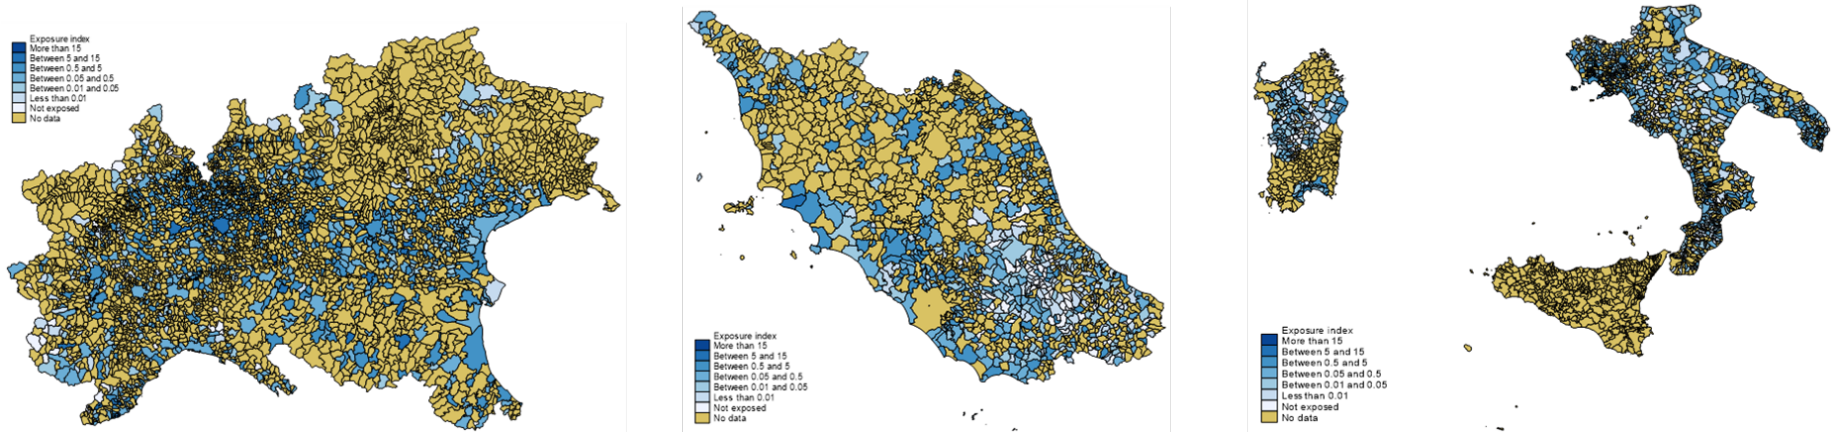 Exposure index
More than 15
Between 5 and 15
Between 0.5 and 5
Between 0.05 and 0.5
Between 0.01 and 0.05
Less than 0.01
Not exposed
No data
Exposure index
More than 15
Between 5 and 15
Between 0.5 and 5
Between 0.05 and 0.5
Between 0.01 and 0.05
Less than 0.01
Not exposed
No data
Exposure index
More than 15
Between 5 and 15
Between 0.5 and 5
Between 0.05 and 0.5
Between 0.01 and 0.05
Less than 0.01
Not exposed
No data